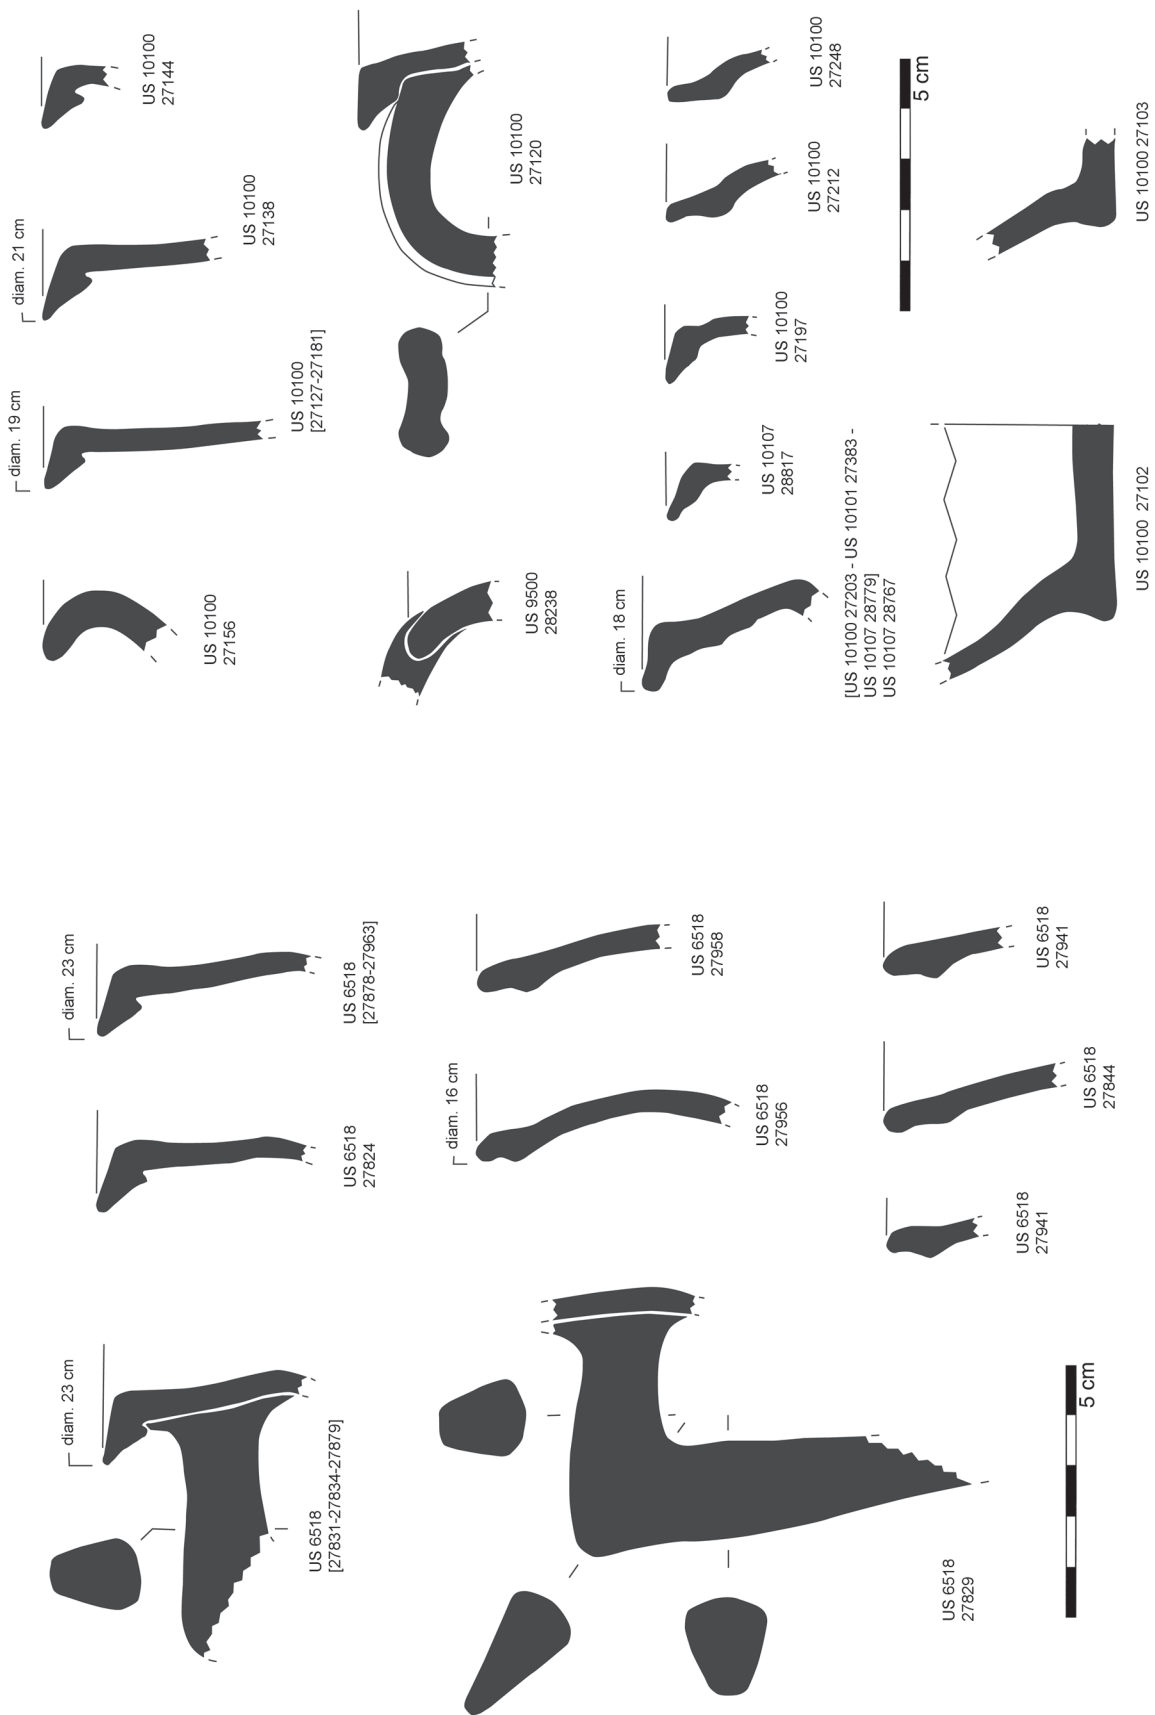 diam. 23 cm
US 6518
[27831-27834-27879]
US 6518
27824
diam. 23 cm
US 6518
[27878-27963]
US 6518
27829
diam. 16 cm
US 6518
27956
US 6518
27958
US 6518
27941
US 6518
27844
US 6518
27941
5 cm
US 10100
27156
diam. 19 cm
US 10100
[27127-27181]
diam. 21 cm
US 10100
27138
US 10100
27144
US 9500
28238
US 10100
27120
diam. 18 cm
[US 10100 27203 - US 10101 27383 -
US 10107 28779]
US 10107 28767
US 10107
28817
US 10100
27197
US 10100
27212
US 10100
27248
US 10100 27102
US 10100 27103
5 cm